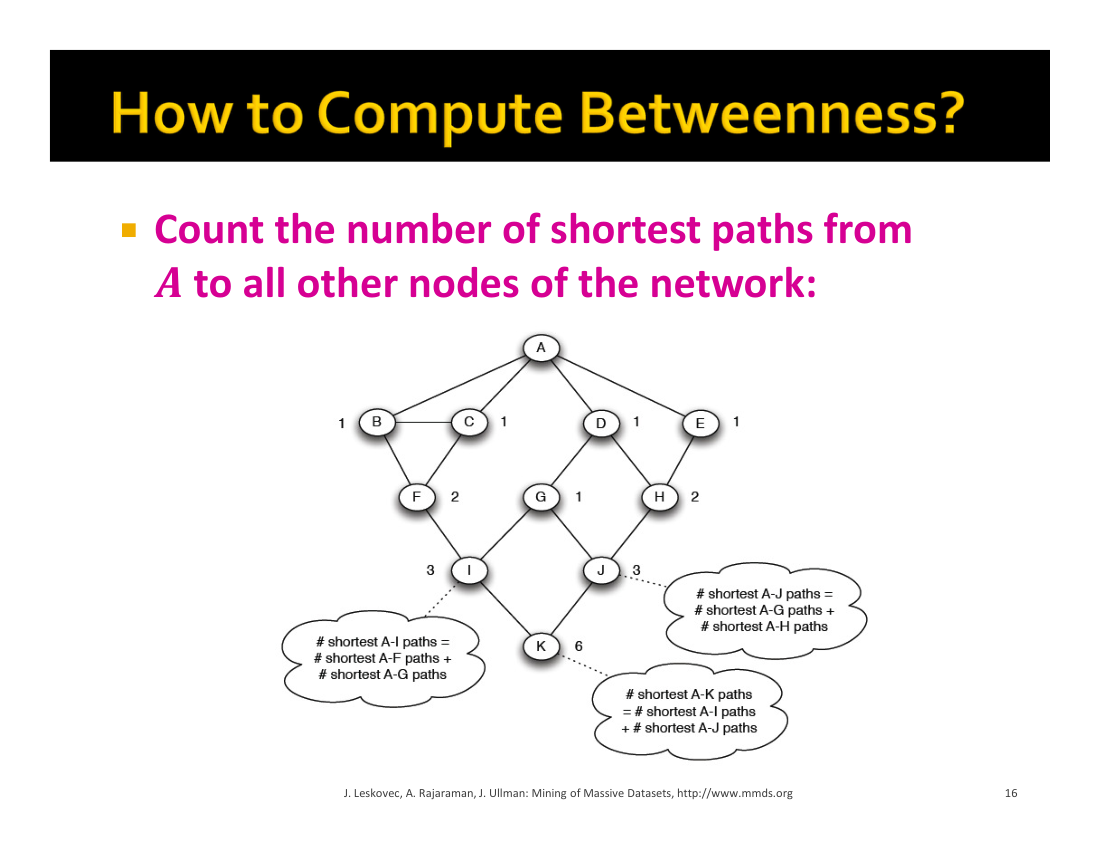 How to Compute Betweenness?
Count the number of shortest paths from
A to all other nodes of the network:
A
1 B C 1 D 1 E 1
F 2 G 1 H 2
3 I J 3
# shortest A-J paths =
# shortest A-G paths +
# shortest A-H paths
# shortest A-I paths =
# shortest A-F paths +
# shortest A-G paths
K 6
# shortest A-K paths
= # shortest A-I paths
+ # shortest A-J paths
J. Leskovec, A. Rajaraman, J. Ullman: Mining of Massive Datasets, http://www.mmds.org 16